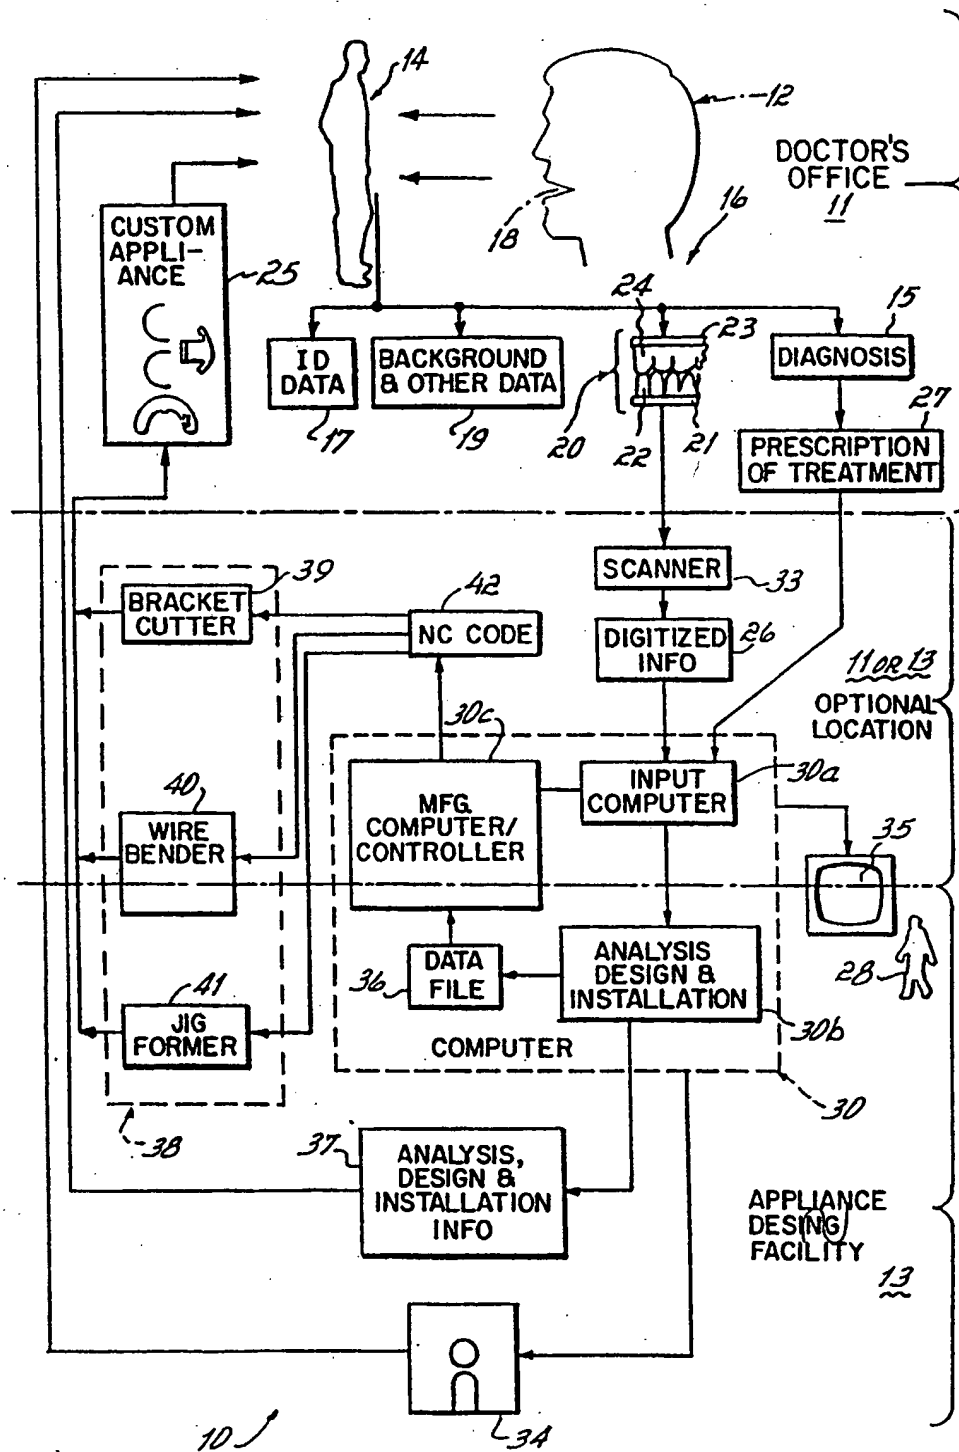 14
12
DOCTOR'S
OFFICE
11
16
18
CUSTOM
APPLI-
ANCE
25
24
23
15
ID
DATA
17
BACKGROUND
& OTHER DATA
19
20
22
21
DIAGNOSIS
27
PRESCRIPTION
OF TREATMENT
SCANNER
33
39
BRACKET
CUTTER
42
NC CODE
DIGITIZED
INFO
26
11 OR 13
OPTIONAL
LOCATION
30c
30a
INPUT
COMPUTER
MFG.
COMPUTER/
CONTROLLER
40
WIRE
BENDER
35
28
36
DATA
FILE
ANALYSIS
DESIGN &
INSTALLATION
30b
41
JIG
FORMER
COMPUTER
30
38
37
ANALYSIS,
DESIGN &
INSTALLATION
INFO
APPLIANCE
DESING
FACILITY
13
34
10